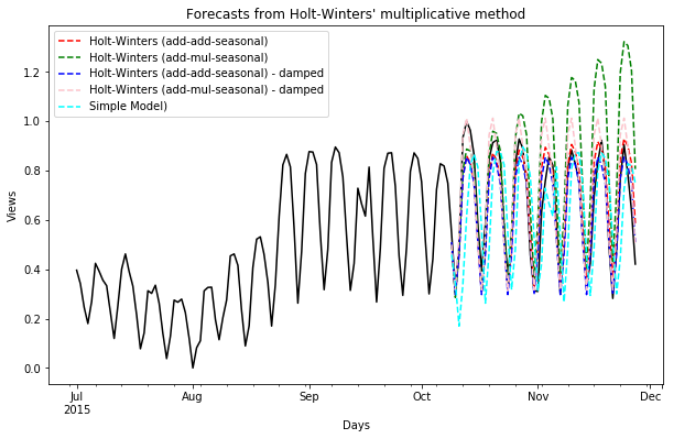 Forecasts from Holt-Winters' multiplicative method
Holt-Winters (add-add-seasonal)
Holt-Winters (add-mul-seasonal)
Holt-Winters (add-add-seasonal) - damped
Holt-Winters (add-mul-seasonal) - damped
Simple Model)
Views
1.2
1.0
0.8
0.6
0.4
0.2
0.0
Jul Aug Sep Oct Nov Dec
2015
Days